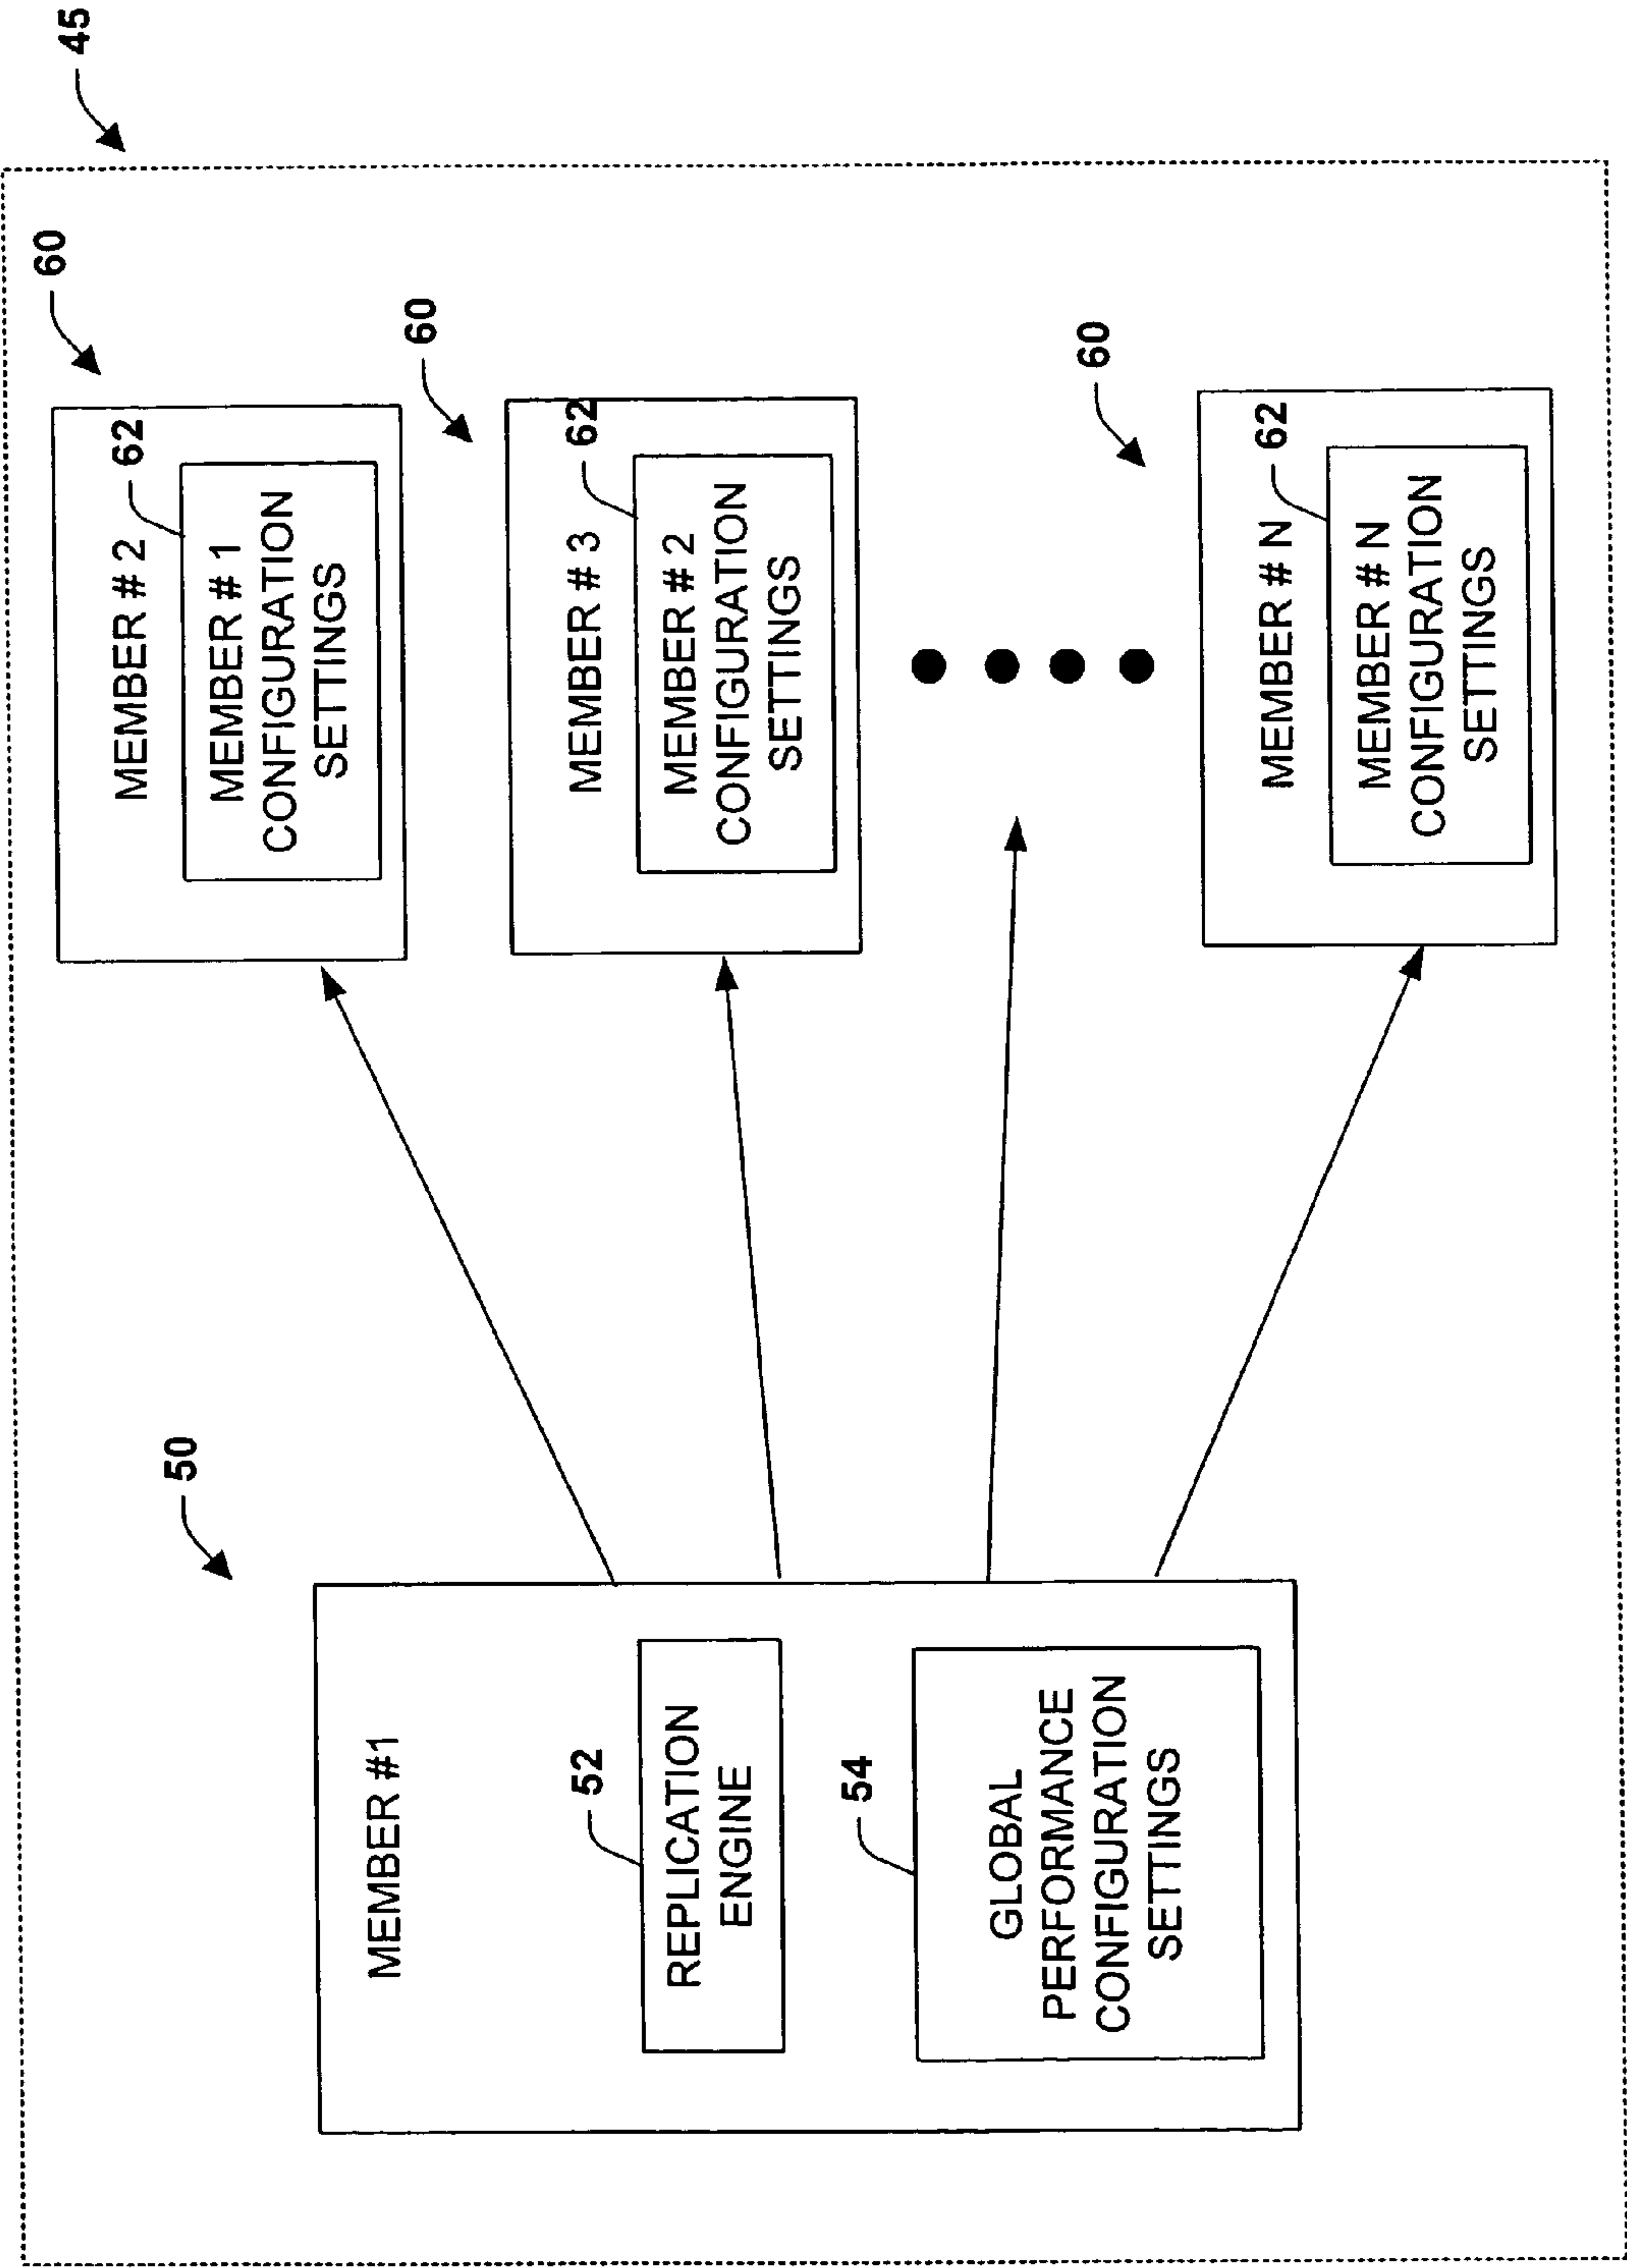 45
50
MEMBER #1
52
REPLICATION
ENGINE
54
GLOBAL
PERFORMANCE
CONFIGURATION
SETTINGS
60
MEMBER # 2
62
MEMBER # 1
CONFIGURATION
SETTINGS
60
MEMBER # 3
62
MEMBER # 2
CONFIGURATION
SETTINGS
60
MEMBER # N
62
MEMBER # N
CONFIGURATION
SETTINGS